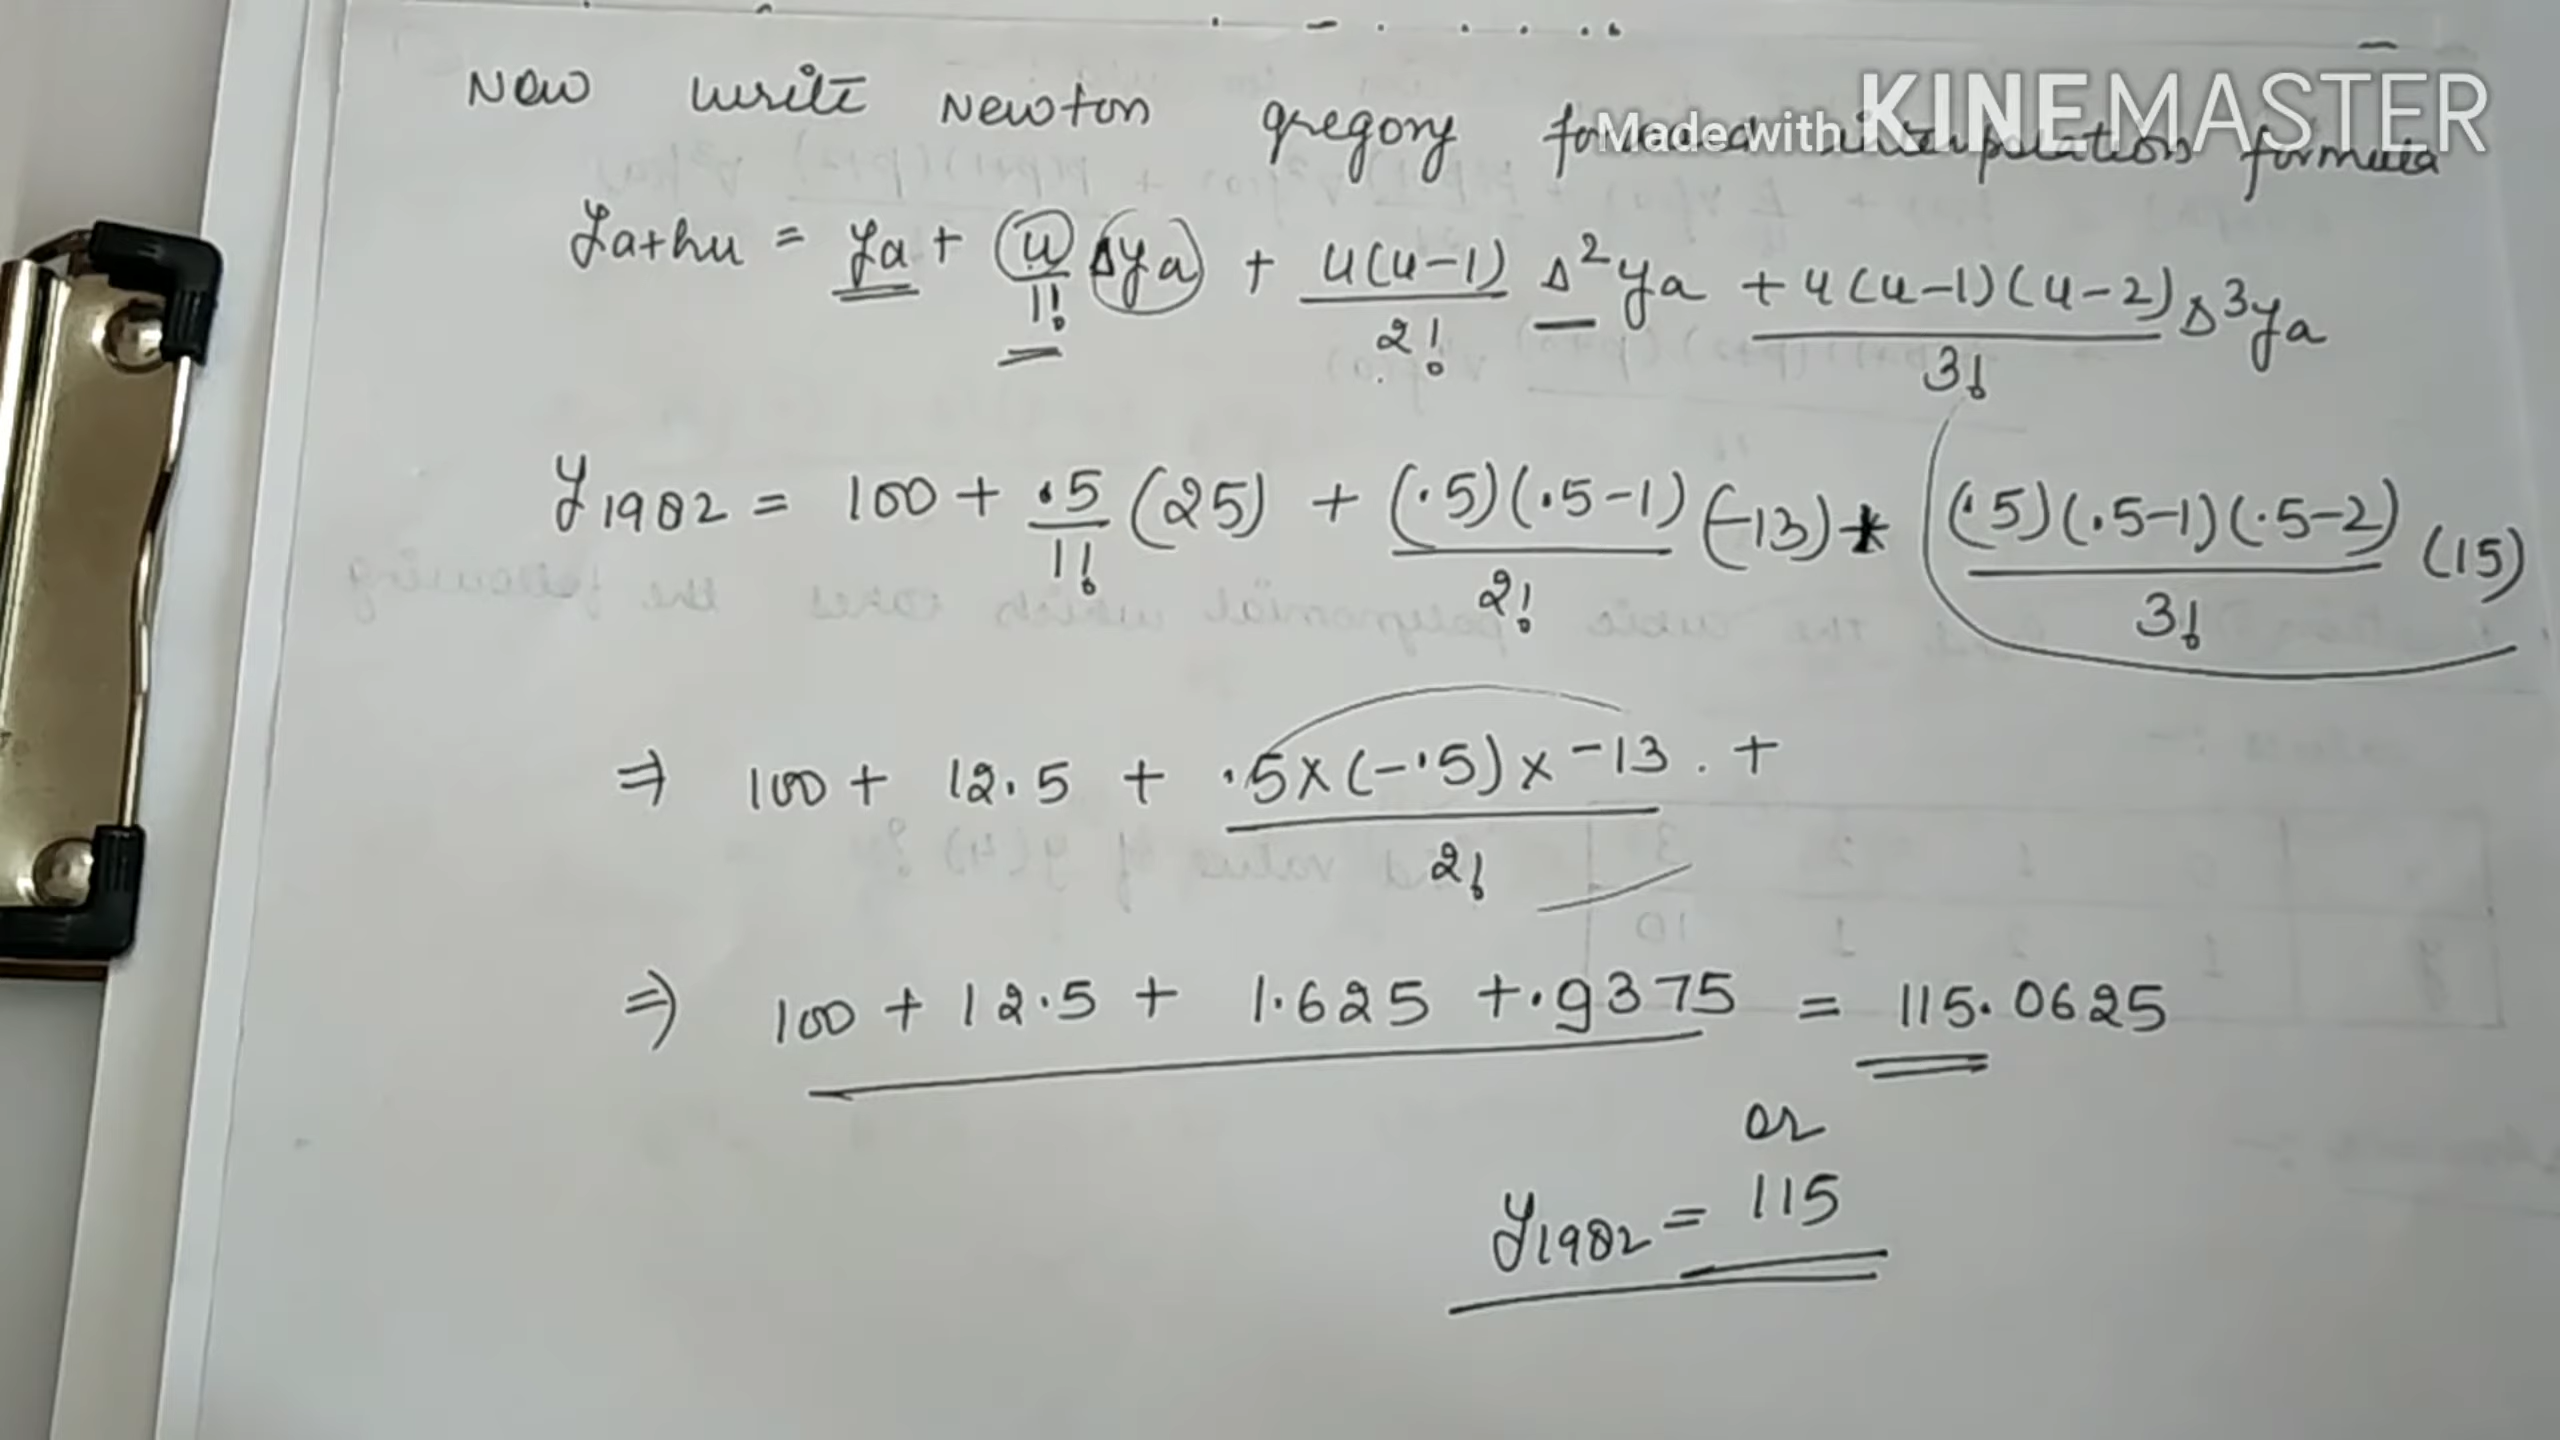 Now write Newton gregory forward interpolation formula
Made with KINEMASTER
ya+hu = ya + u/1! Δya + u(u-1)/2! Δ²ya + u(u-1)(u-2)/3! Δ³ya
y1982 = 100 + .5/1! (25) + (.5)(.5-1)/2! (-13) + (.5)(.5-1)(.5-2)/3! (15)
⇒ 100 + 12.5 + .5×(-.5)×-13/2! . +
⇒ 100 + 12.5 + 1.625 + .9375 = 115.0625
or
y1982 = 115